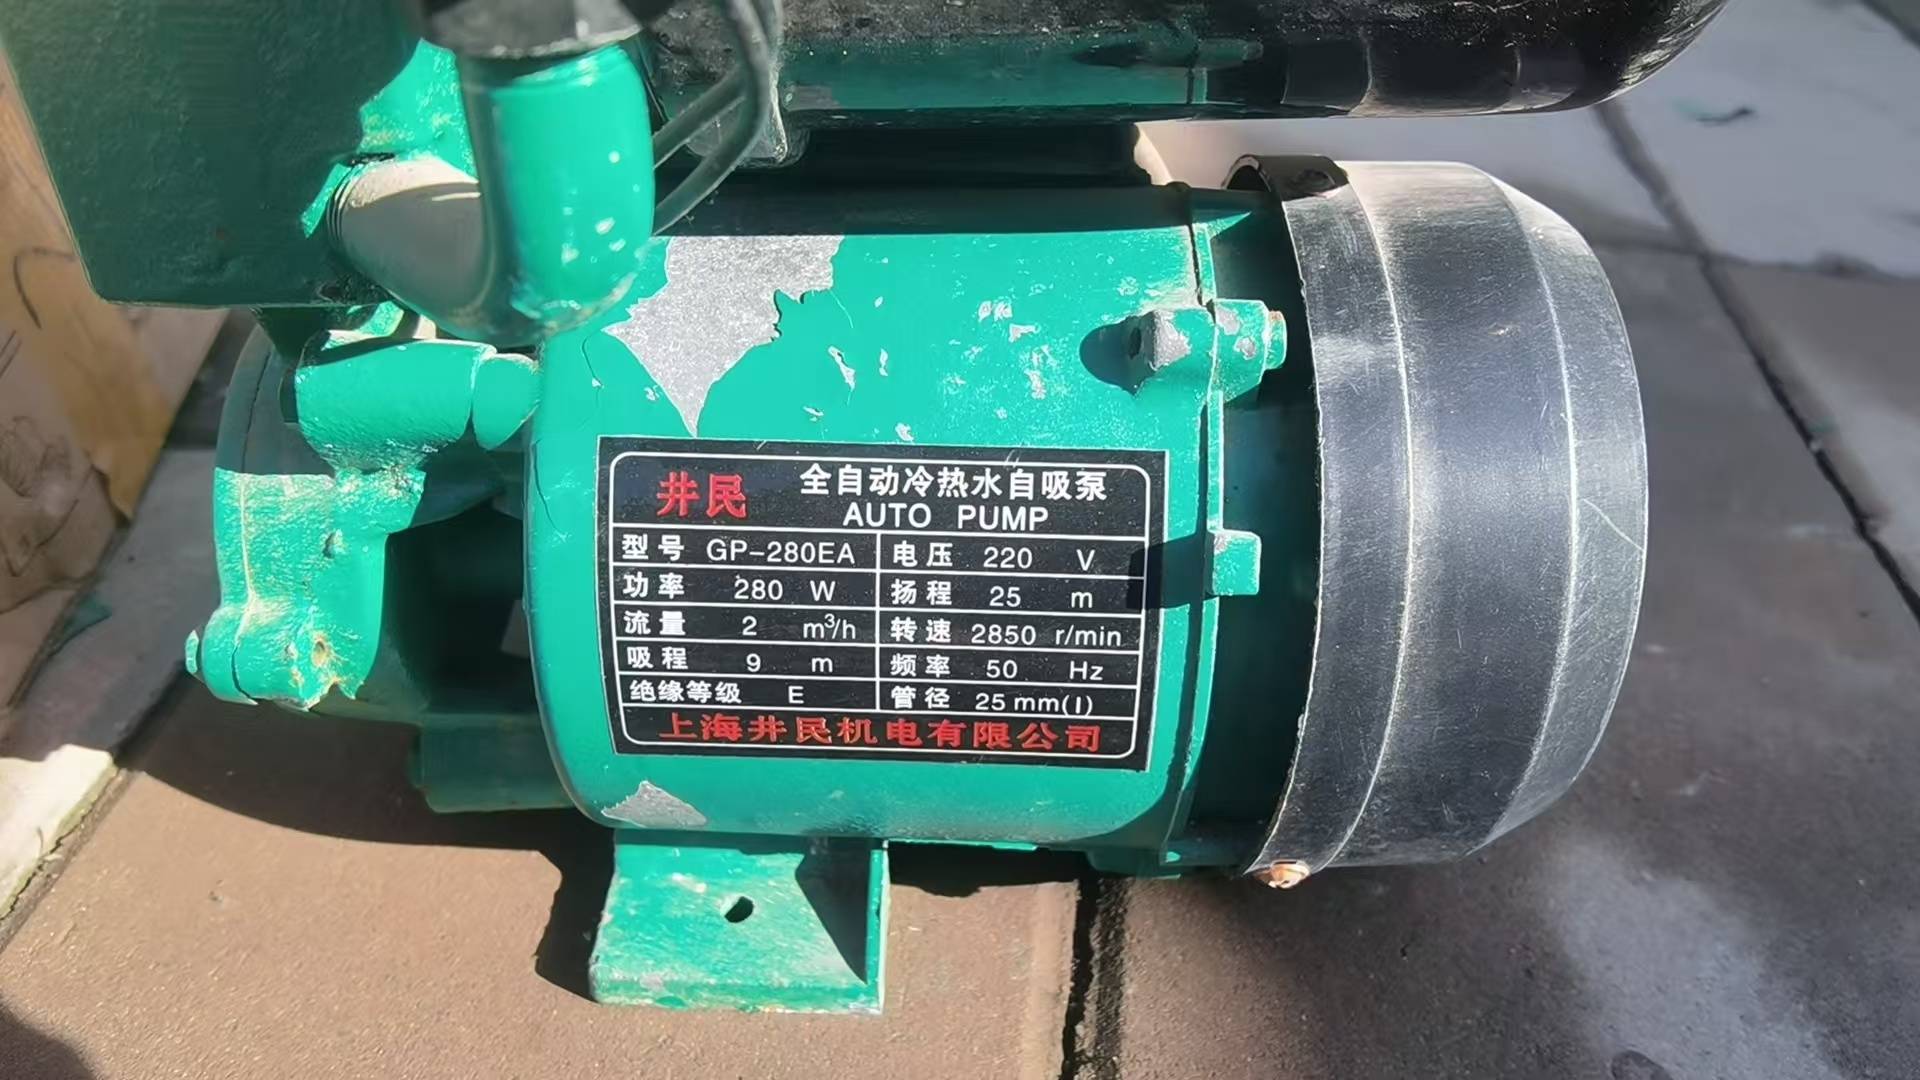 井民 全自动冷热水自吸泵
AUTO PUMP
型号 GP-280EA 电压 220 V
功率 280 W 扬程 25 m
流量 2 m³/h 转速 2850 r/min
吸程 9 m 频率 50 Hz
绝缘等级 E 管径 25 mm(I)
上海井民机电有限公司